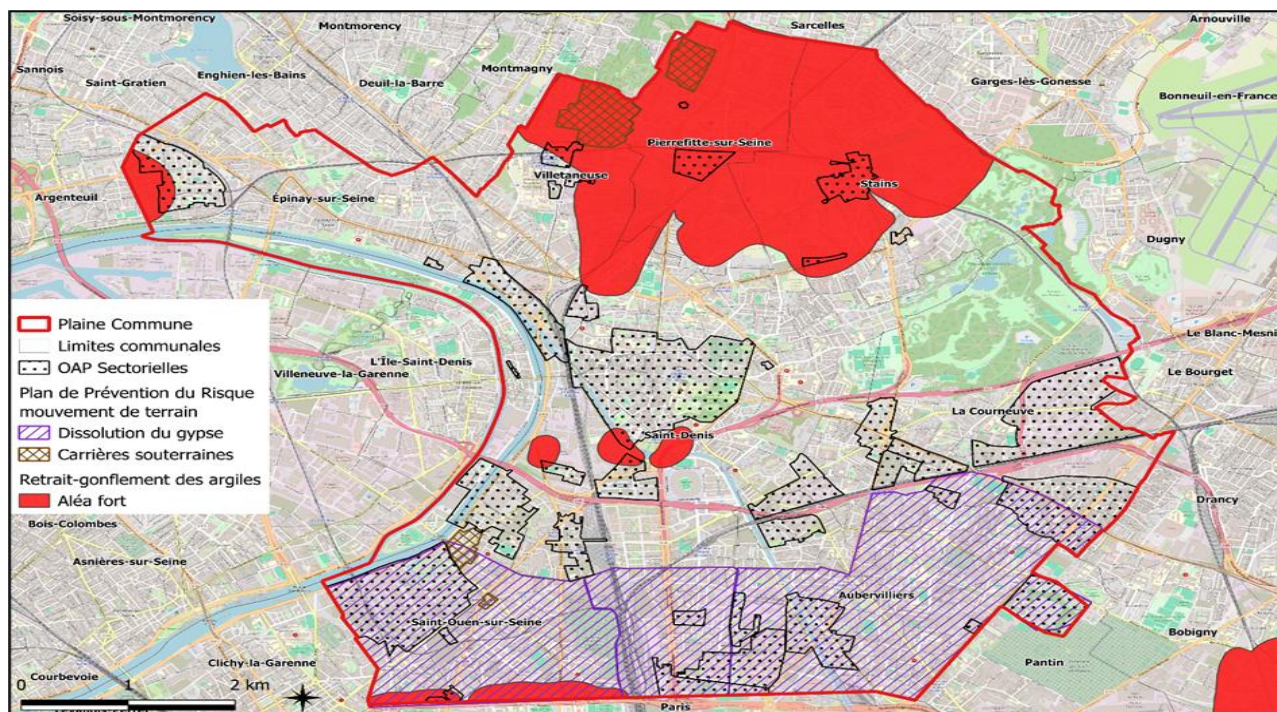 Soisy-sous-Montmorency
Montmorency
Sarcelles
Arnouville
Sannois
Enghien-les-Bains
Montmagny
Saint-Gratien
Deuil-la-Barre
Garges-lès-Gonesse
Bonneuil-en-France
Pierrefitte-sur-Seine
Villetaneuse
Stains
Argenteuil
Épinay-sur-Seine
Dugny
Plaine Commune
Limites communales
OAP Sectorielles
Plan de Prévention du Risque
mouvement de terrain
Dissolution du gypse
Carrières souterraines
Retrait-gonflement des argiles
Aléa fort
Le Blanc-Mesni
L'Île-Saint-Denis
Villeneuve-la-Garenne
Le Bourget
La Courneuve
Saint-Denis
Drancy
Bois-Colombes
Asnières-sur-Seine
Aubervilliers
Saint-Ouen-sur-Seine
Bobigny
Clichy-la-Garenne
Pantin
Courbevoie
0 1 2 km
Paris